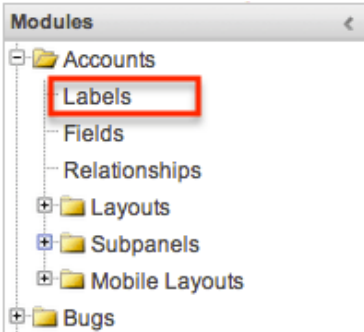 Modules
Accounts
Labels
Fields
Relationships
Layouts
Subpanels
Mobile Layouts
Bugs